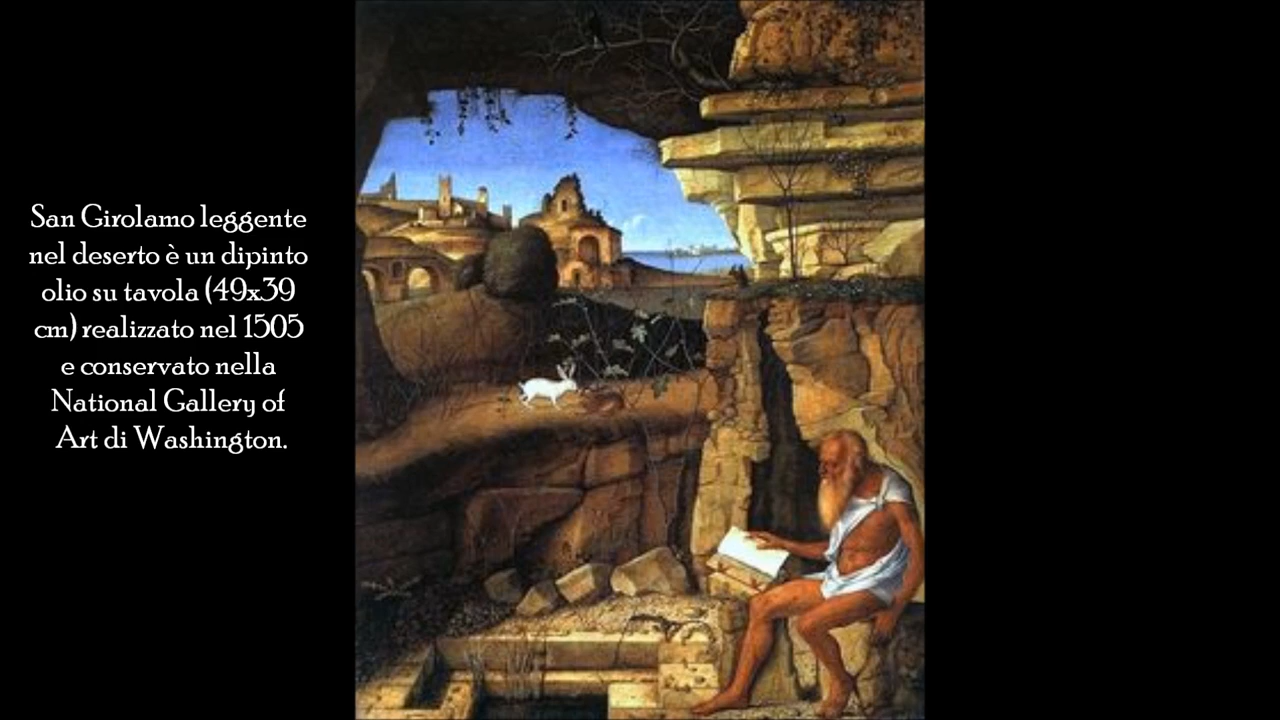 San Girolamo leggente
nel deserto è un dipinto
olio su tavola (49x39
cm) realizzato nel 1505
e conservato nella
National Gallery of
Art di Washington.